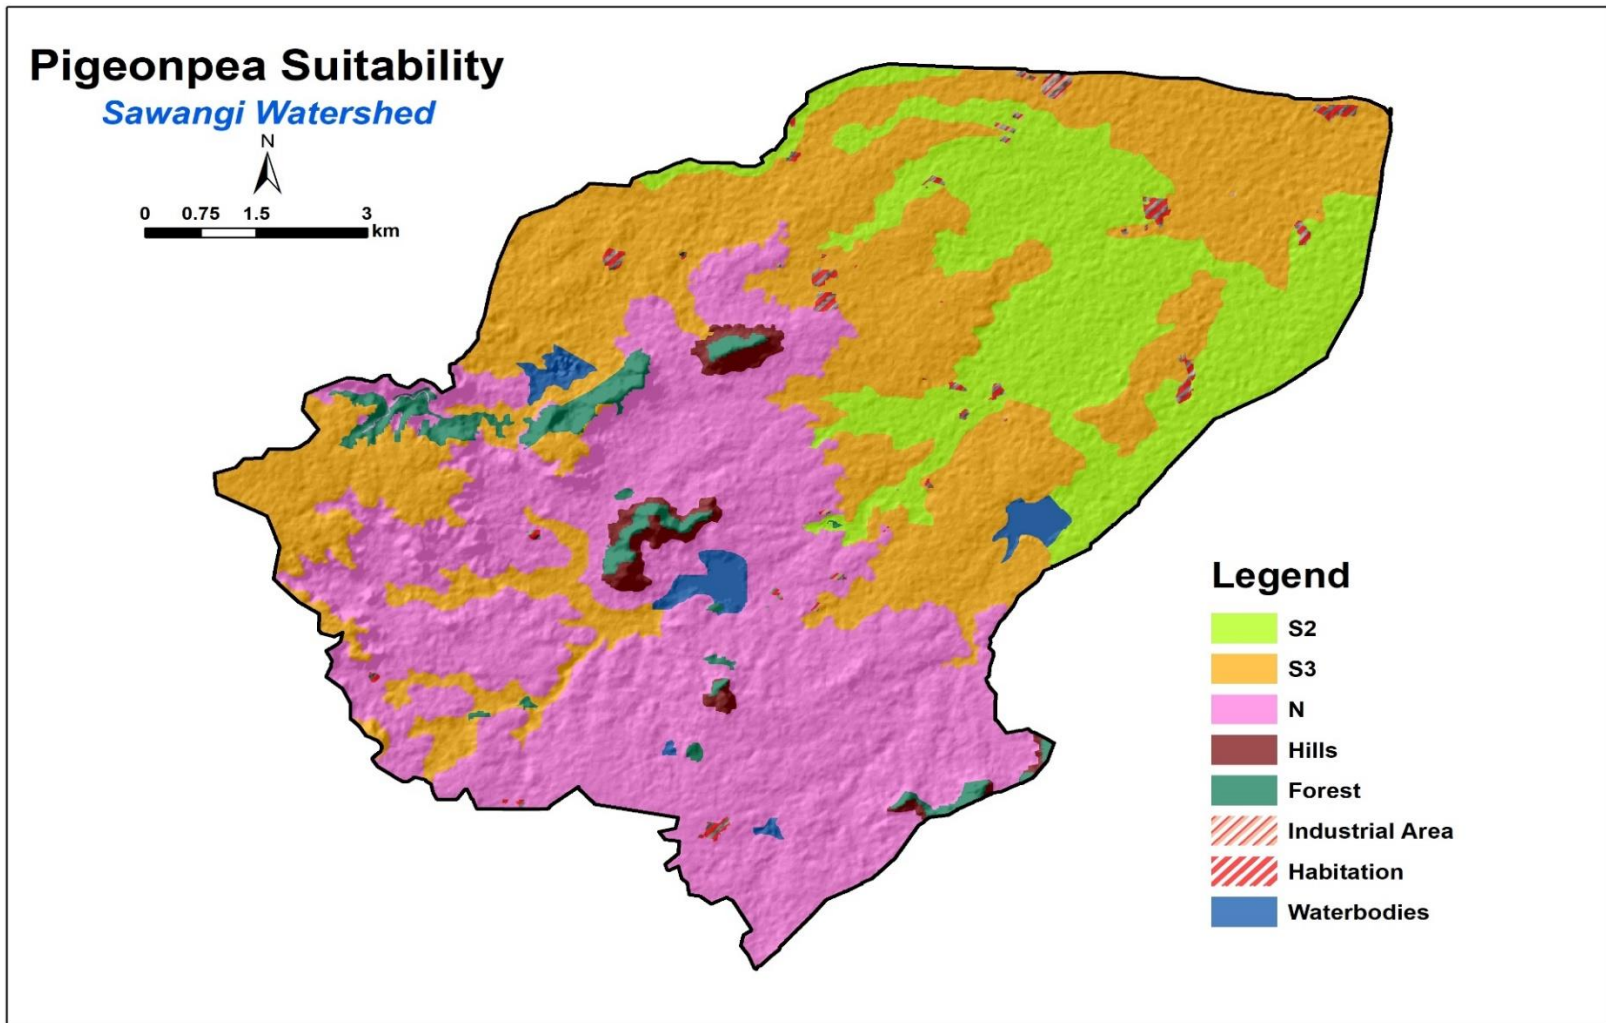 Pigeonpea Suitability
Sawangi Watershed
N
0 0.75 1.5 3
km
Legend
S2
S3
N
Hills
Forest
Industrial Area
Habitation
Waterbodies